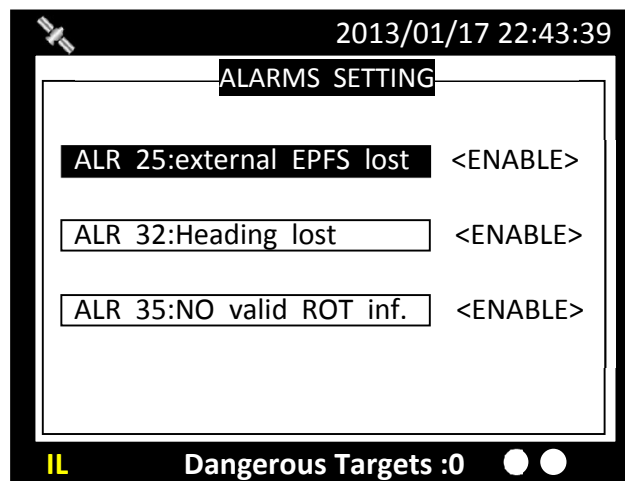 2013/01/17 22:43:39
ALARMS SETTING
ALR 25:external EPFS lost <ENABLE>
ALR 32:Heading lost <ENABLE>
ALR 35:NO valid ROT inf. <ENABLE>
IL Dangerous Targets :0